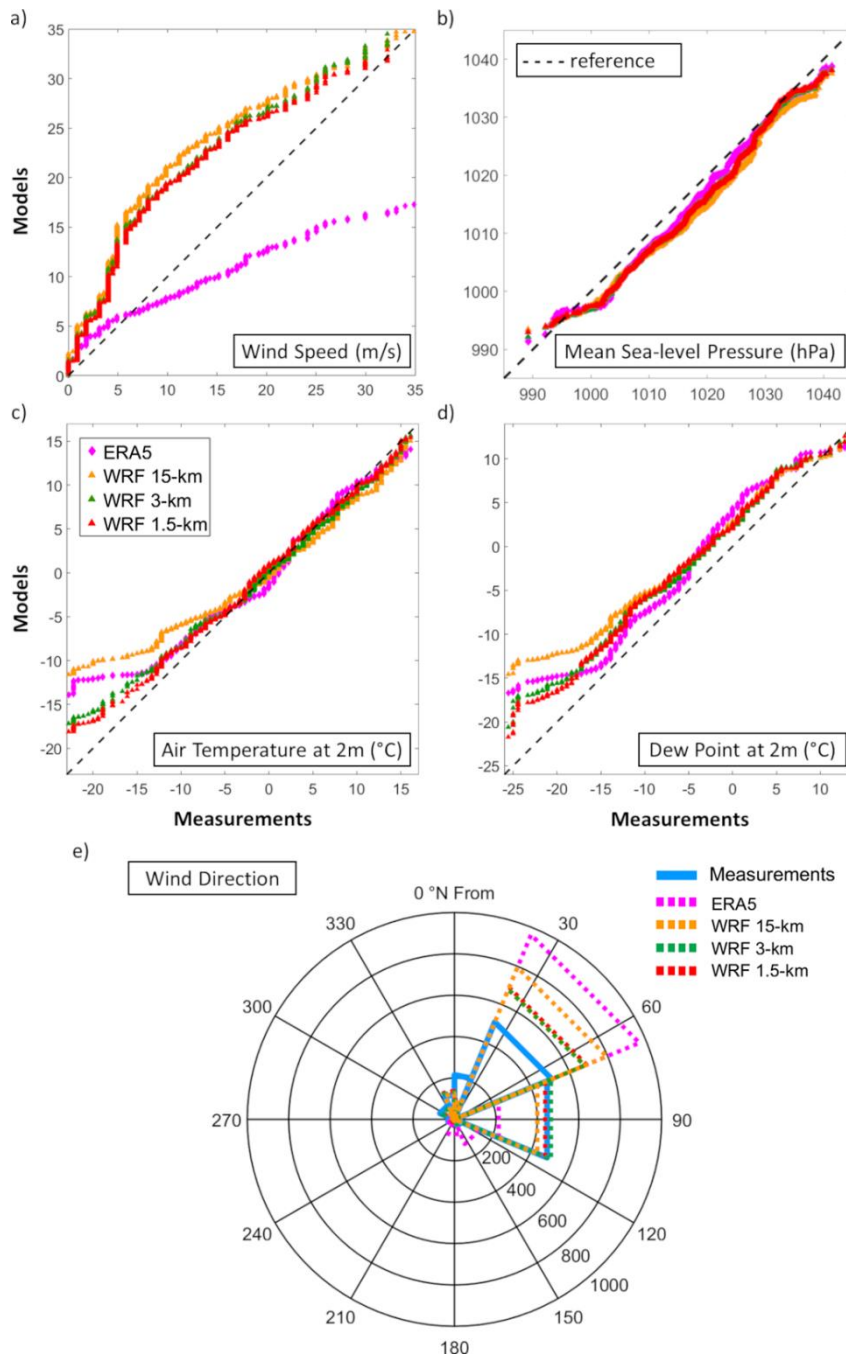 a)
b)
35
30
25
20
15
10
5
0
0 5 10 15 20 25 30 35
Wind Speed (m/s)
Models
1040
1030
1020
1010
1000
990
990 1000 1010 1020 1030 1040
reference
Mean Sea-level Pressure (hPa)
c)
d)
15
10
5
0
-5
-10
-15
-20
-20 -15 -10 -5 0 5 10 15
ERA5
WRF 15-km
WRF 3-km
WRF 1.5-km
Air Temperature at 2m (°C)
Models
Measurements
10
5
0
-5
-10
-15
-20
-25
-25 -20 -15 -10 -5 0 5 10
Dew Point at 2m (°C)
Measurements
e)
Wind Direction
0 °N From
30
60
90
120
150
180
210
240
270
300
330
200
400
600
800
1000
Measurements
ERA5
WRF 15-km
WRF 3-km
WRF 1.5-km